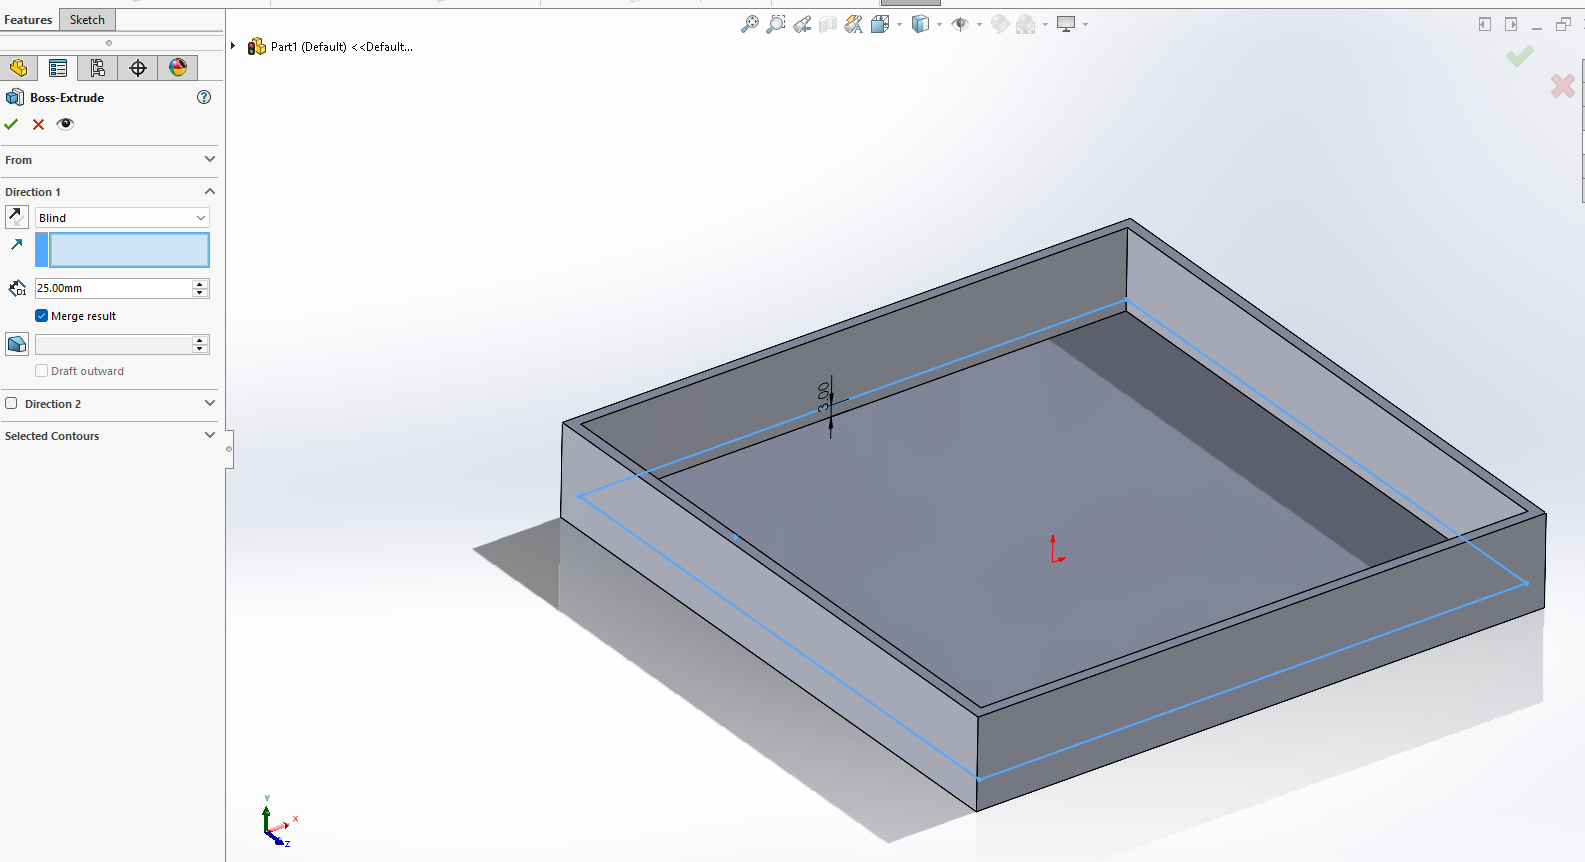 Features Sketch
Part1 (Default) <<Default...
Boss-Extrude
?
From
Direction 1
Blind
D1 25.00mm
Merge result
Draft outward
Direction 2
Selected Contours
3.00
Y
X
Z